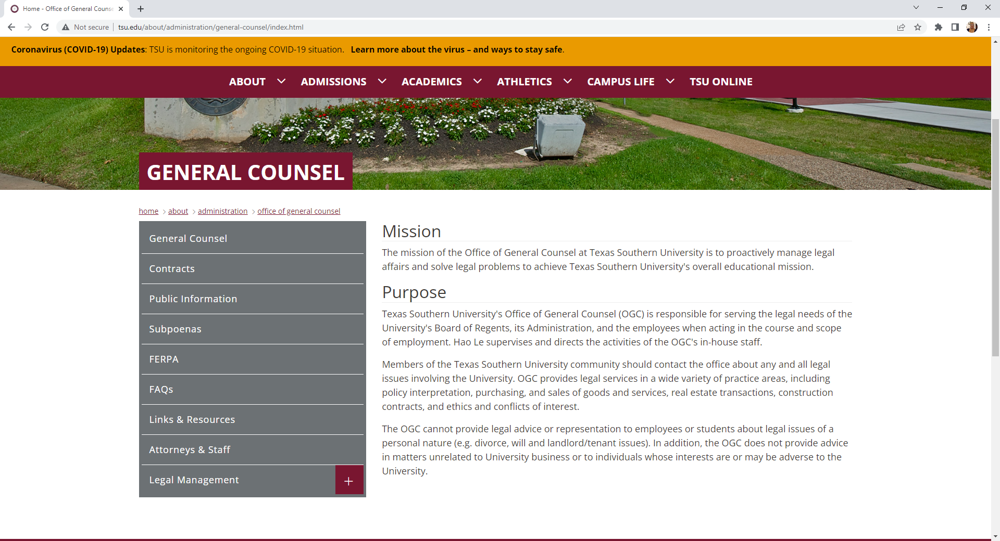 Home - Office of General Counse
Not secure
tsu.edu/about/administration/general-counsel/index.html
Coronavirus (COVID-19) Updates: TSU is monitoring the ongoing COVID-19 situation. Learn more about the virus – and ways to stay safe.
ABOUT ADMISSIONS ACADEMICS ATHLETICS CAMPUS LIFE TSU ONLINE
GENERAL COUNSEL
home > about > administration > office of general counsel
General Counsel
Contracts
Public Information
Subpoenas
FERPA
FAQs
Links & Resources
Attorneys & Staff
Legal Management +
Mission
The mission of the Office of General Counsel at Texas Southern University is to proactively manage legal
affairs and solve legal problems to achieve Texas Southern University's overall educational mission.
Purpose
Texas Southern University's Office of General Counsel (OGC) is responsible for serving the legal needs of the
University's Board of Regents, its Administration, and the employees when acting in the course and scope
of employment. Hao Le supervises and directs the activities of the OGC's in-house staff.
Members of the Texas Southern University community should contact the office about any and all legal
issues involving the University. OGC provides legal services in a wide variety of practice areas, including
policy interpretation, purchasing, and sales of goods and services, real estate transactions, construction
contracts, and ethics and conflicts of interest.
The OGC cannot provide legal advice or representation to employees or students about legal issues of a
personal nature (e.g. divorce, will and landlord/tenant issues). In addition, the OGC does not provide advice
in matters unrelated to University business or to individuals whose interests are or may be adverse to the
University.